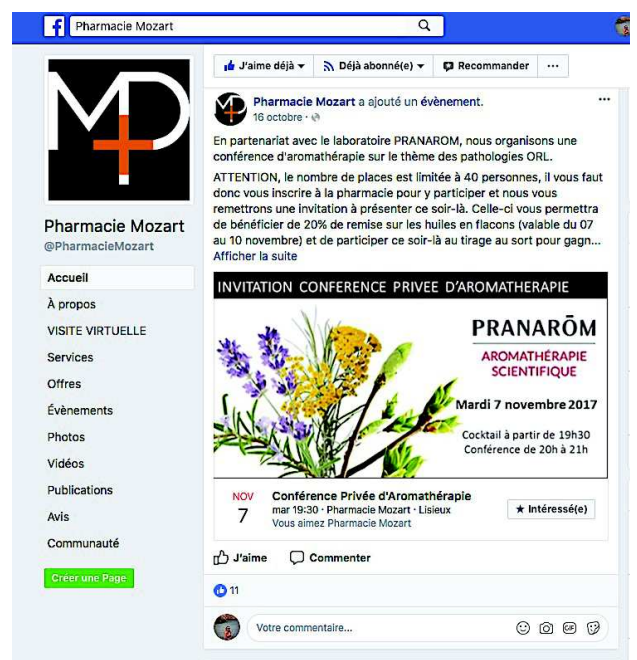 Pharmacie Mozart
J'aime déjà
Déjà abonné(e)
Recommander
MP
Pharmacie Mozart
@PharmacieMozart
Accueil
À propos
VISITE VIRTUELLE
Services
Offres
Évènements
Photos
Vidéos
Publications
Avis
Communauté
Créer une Page
Pharmacie Mozart a ajouté un évènement.
16 octobre
En partenariat avec le laboratoire PRANAROM, nous organisons une
conférence d'aromathérapie sur le thème des pathologies ORL.
ATTENTION, le nombre de places est limitée à 40 personnes, il vous faut
donc vous inscrire à la pharmacie pour y participer et nous vous
remettrons une invitation à présenter ce soir-là. Celle-ci vous permettra
de bénéficier de 20% de remise sur les huiles en flacons (valable du 07
au 10 novembre) et de participer ce soir-là au tirage au sort pour gagn...
Afficher la suite
INVITATION CONFERENCE PRIVEE D'AROMATHERAPIE
PRANARŌM
AROMATHÉRAPIE
SCIENTIFIQUE
Mardi 7 novembre 2017
Cocktail à partir de 19h30
Conférence de 20h à 21h
NOV
7
Conférence Privée d'Aromathérapie
mar 19:30 · Pharmacie Mozart · Lisieux
Vous aimez Pharmacie Mozart
Intéressé(e)
J'aime
Commenter
11
Votre commentaire...
GIF